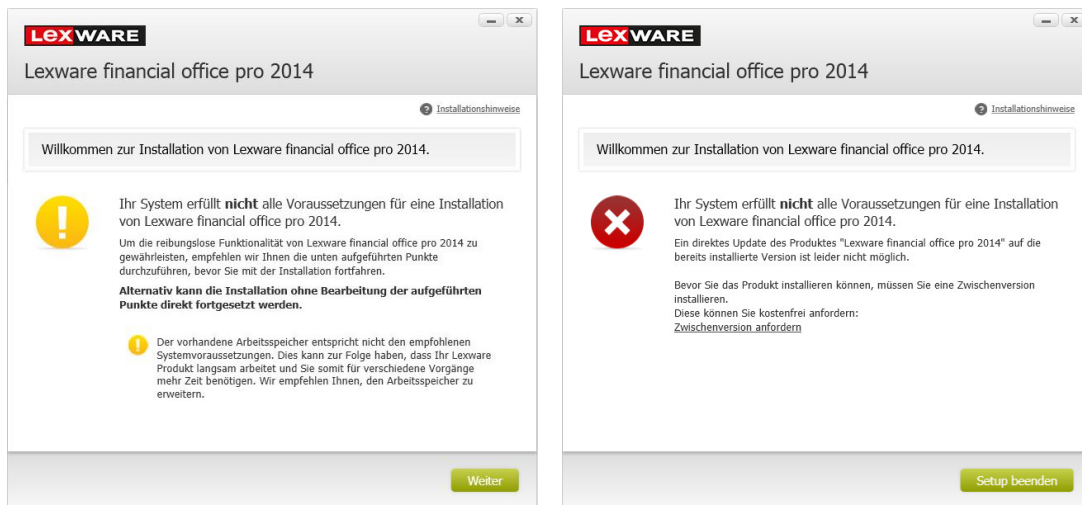 LEXWARE
Lexware financial office pro 2014
Installationshinweise
Willkommen zur Installation von Lexware financial office pro 2014.
Ihr System erfüllt nicht alle Voraussetzungen für eine Installation
von Lexware financial office pro 2014.
Um die reibungslose Funktionalität von Lexware financial office pro 2014 zu
gewährleisten, empfehlen wir Ihnen die unten aufgeführten Punkte
durchzuführen, bevor Sie mit der Installation fortfahren.
Alternativ kann die Installation ohne Bearbeitung der aufgeführten
Punkte direkt fortgesetzt werden.
Der vorhandene Arbeitsspeicher entspricht nicht den empfohlenen
Systemvoraussetzungen. Dies kann zur Folge haben, dass Ihr Lexware
Produkt langsam arbeitet und Sie somit für verschiedene Vorgänge
mehr Zeit benötigen. Wir empfehlen Ihnen, den Arbeitsspeicher zu
erweitern.
Weiter
LEXWARE
Lexware financial office pro 2014
Installationshinweise
Willkommen zur Installation von Lexware financial office pro 2014.
Ihr System erfüllt nicht alle Voraussetzungen für eine Installation
von Lexware financial office pro 2014.
Ein direktes Update des Produktes "Lexware financial office pro 2014" auf die
bereits installierte Version ist leider nicht möglich.
Bevor Sie das Produkt installieren können, müssen Sie eine Zwischenversion
installieren.
Diese können Sie kostenfrei anfordern:
Zwischenversion anfordern
Setup beenden